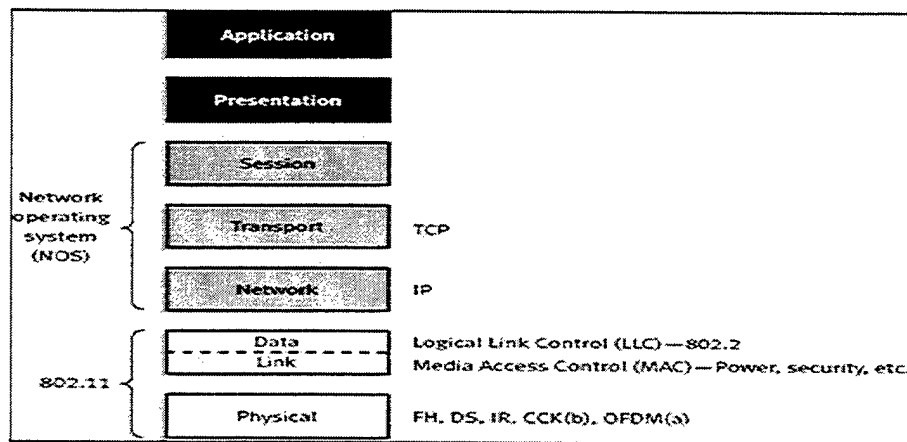 Application
Presentation
Session
Network
operating
system
(NOS)
Transport
TCP
Network
IP
Data
Logical Link Control (LLC)—802.2
Link
Media Access Control (MAC)—Power, security, etc.
802.11
Physical
FH, DS, IR, CCK(b), OFDM(a)